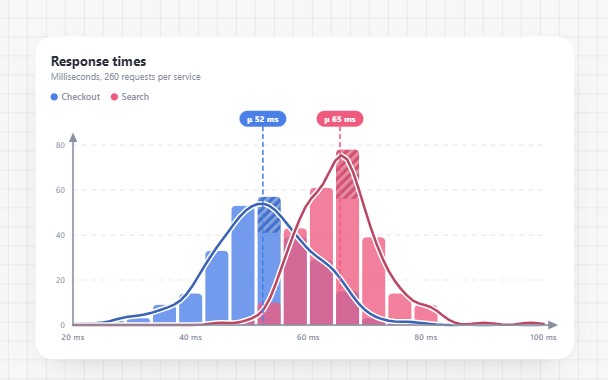 Response times
Milliseconds, 260 requests per service
Checkout Search
µ 52 ms µ 65 ms
80
60
40
20
0
20 ms 40 ms 60 ms 80 ms 100 ms